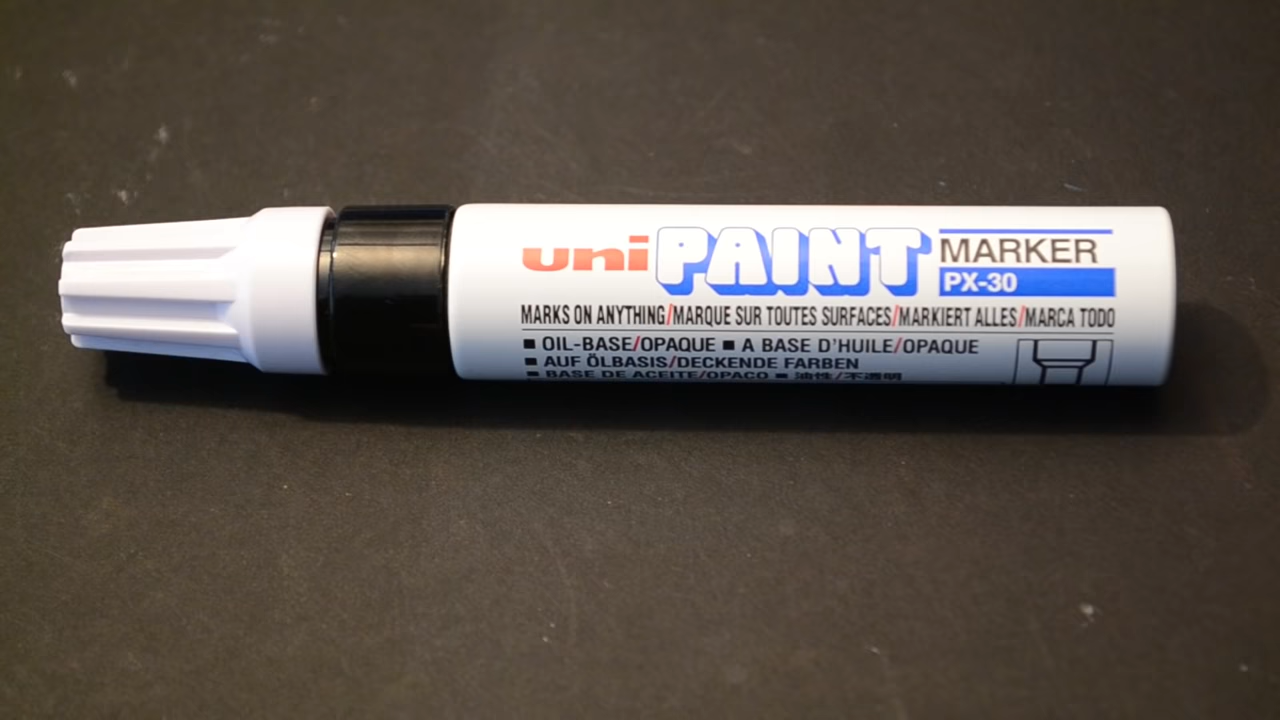 uni PAINT MARKER
PX-30
MARKS ON ANYTHING/MARQUE SUR TOUTES SURFACES/MARKIERT ALLES/MARCA TODO
■ OIL-BASE/OPAQUE ■ A BASE D'HUILE/OPAQUE
■ AUF ÖLBASIS/DECKENDE FARBEN
■ BASE DE ACEITE/OPACO ■ 油性/不透明